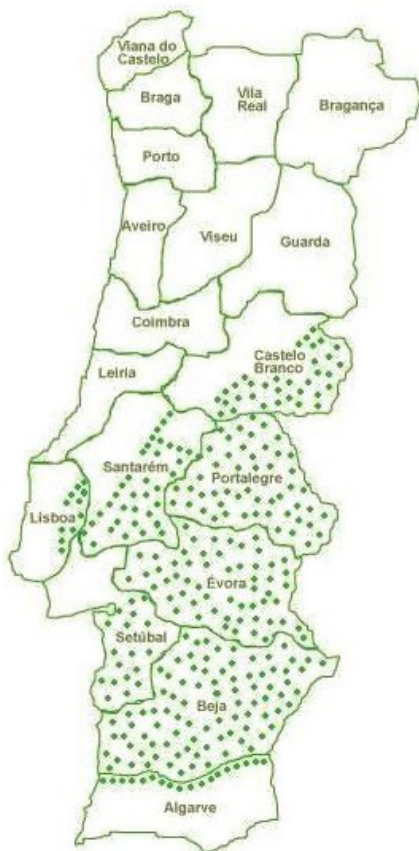 Viana do
Castelo
Braga
Vila
Real
Bragança
Porto
Aveiro
Viseu
Guarda
Coimbra
Castelo
Branco
Leiria
Santarém
Portalegre
Lisboa
Évora
Setúbal
Beja
Algarve